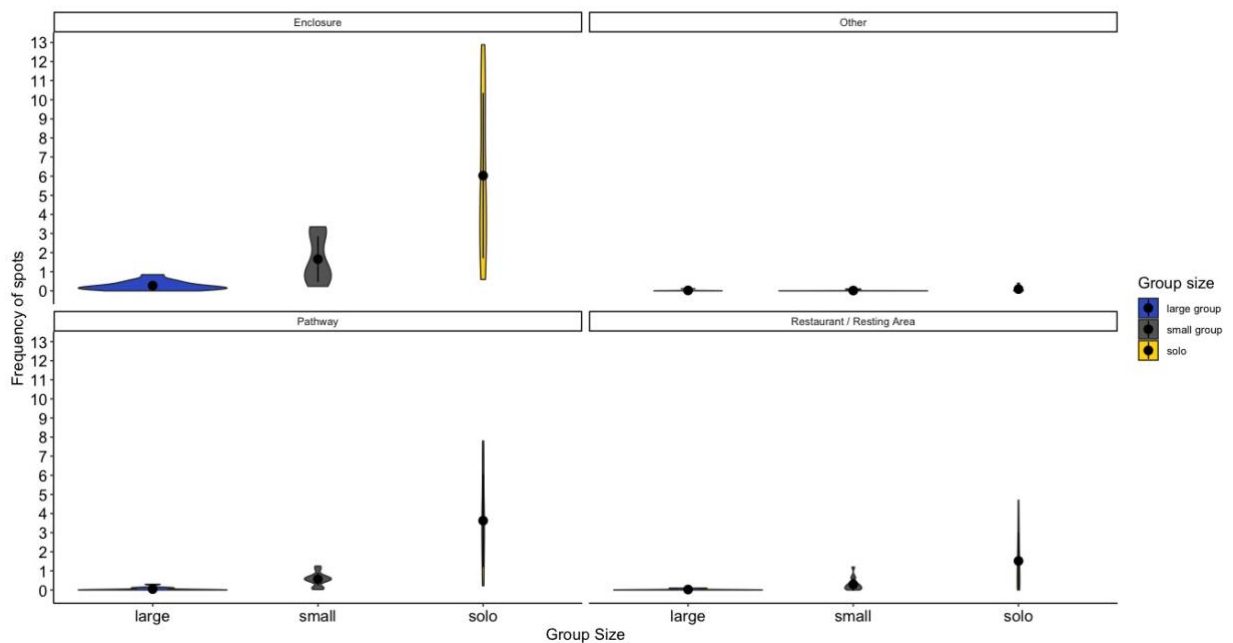 Enclosure
Other
13
12
11
10
9
8
7
6
5
4
3
2
1
0
Frequency of spots
Pathway
Restaurant / Resting Area
13
12
11
10
9
8
7
6
5
4
3
2
1
0
large
small
solo
large
small
solo
Group Size
Group size
large group
small group
solo